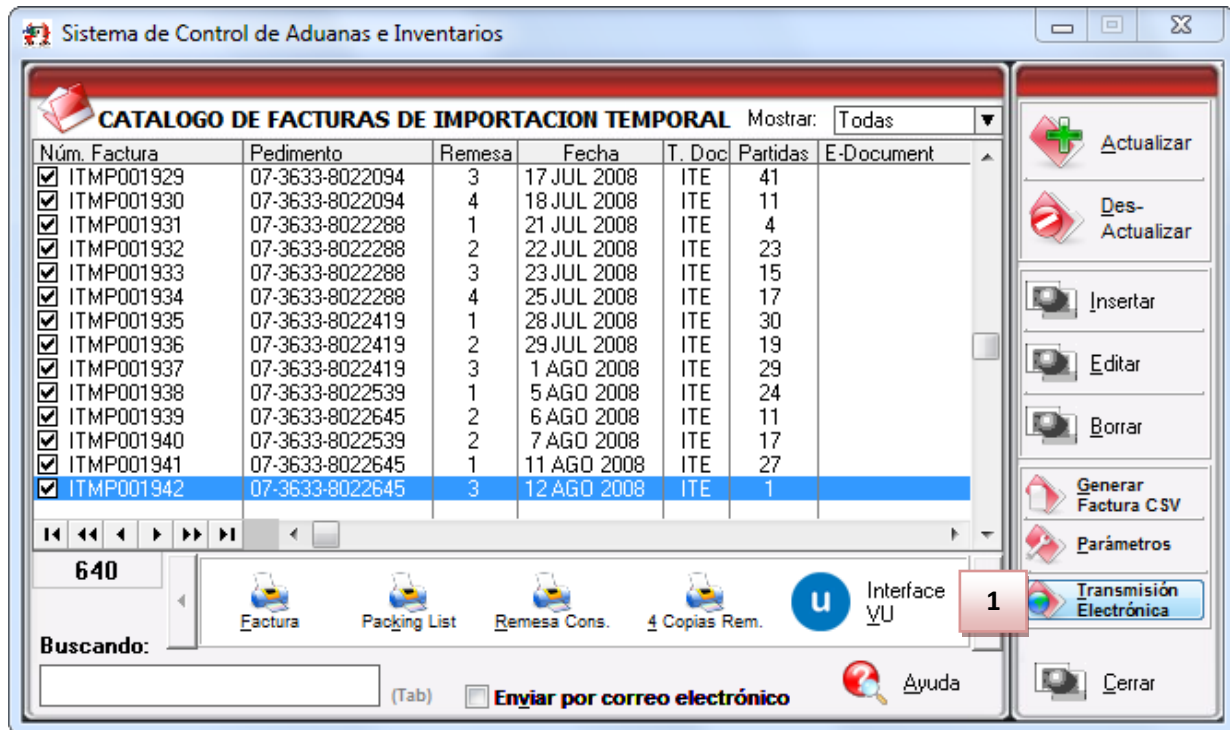 Sistema de Control de Aduanas e Inventarios
CATALOGO DE FACTURAS DE IMPORTACION TEMPORAL Mostrar: Todas
Núm. Factura Pedimento Remesa Fecha T. Doc Partidas E-Document
ITMP001929 07-3633-8022094 3 17 JUL 2008 ITE 41
ITMP001930 07-3633-8022094 4 18 JUL 2008 ITE 11
ITMP001931 07-3633-8022288 1 21 JUL 2008 ITE 4
ITMP001932 07-3633-8022288 2 22 JUL 2008 ITE 23
ITMP001933 07-3633-8022288 3 23 JUL 2008 ITE 15
ITMP001934 07-3633-8022288 4 25 JUL 2008 ITE 17
ITMP001935 07-3633-8022419 1 28 JUL 2008 ITE 30
ITMP001936 07-3633-8022419 2 29 JUL 2008 ITE 19
ITMP001937 07-3633-8022419 3 1 AGO 2008 ITE 29
ITMP001938 07-3633-8022539 1 5 AGO 2008 ITE 24
ITMP001939 07-3633-8022645 2 6 AGO 2008 ITE 11
ITMP001940 07-3633-8022539 2 7 AGO 2008 ITE 17
ITMP001941 07-3633-8022645 1 11 AGO 2008 ITE 27
ITMP001942 07-3633-8022645 3 12 AGO 2008 ITE 1
640
Factura Packing List Remesa Cons. 4 Copias Rem. u Interface
VU
1
Buscando:
(Tab) Enviar por correo electrónico Ayuda
Actualizar
Des-
Actualizar
Insertar
Editar
Borrar
Generar
Factura CSV
Parámetros
Transmisión
Electrónica
Cerrar